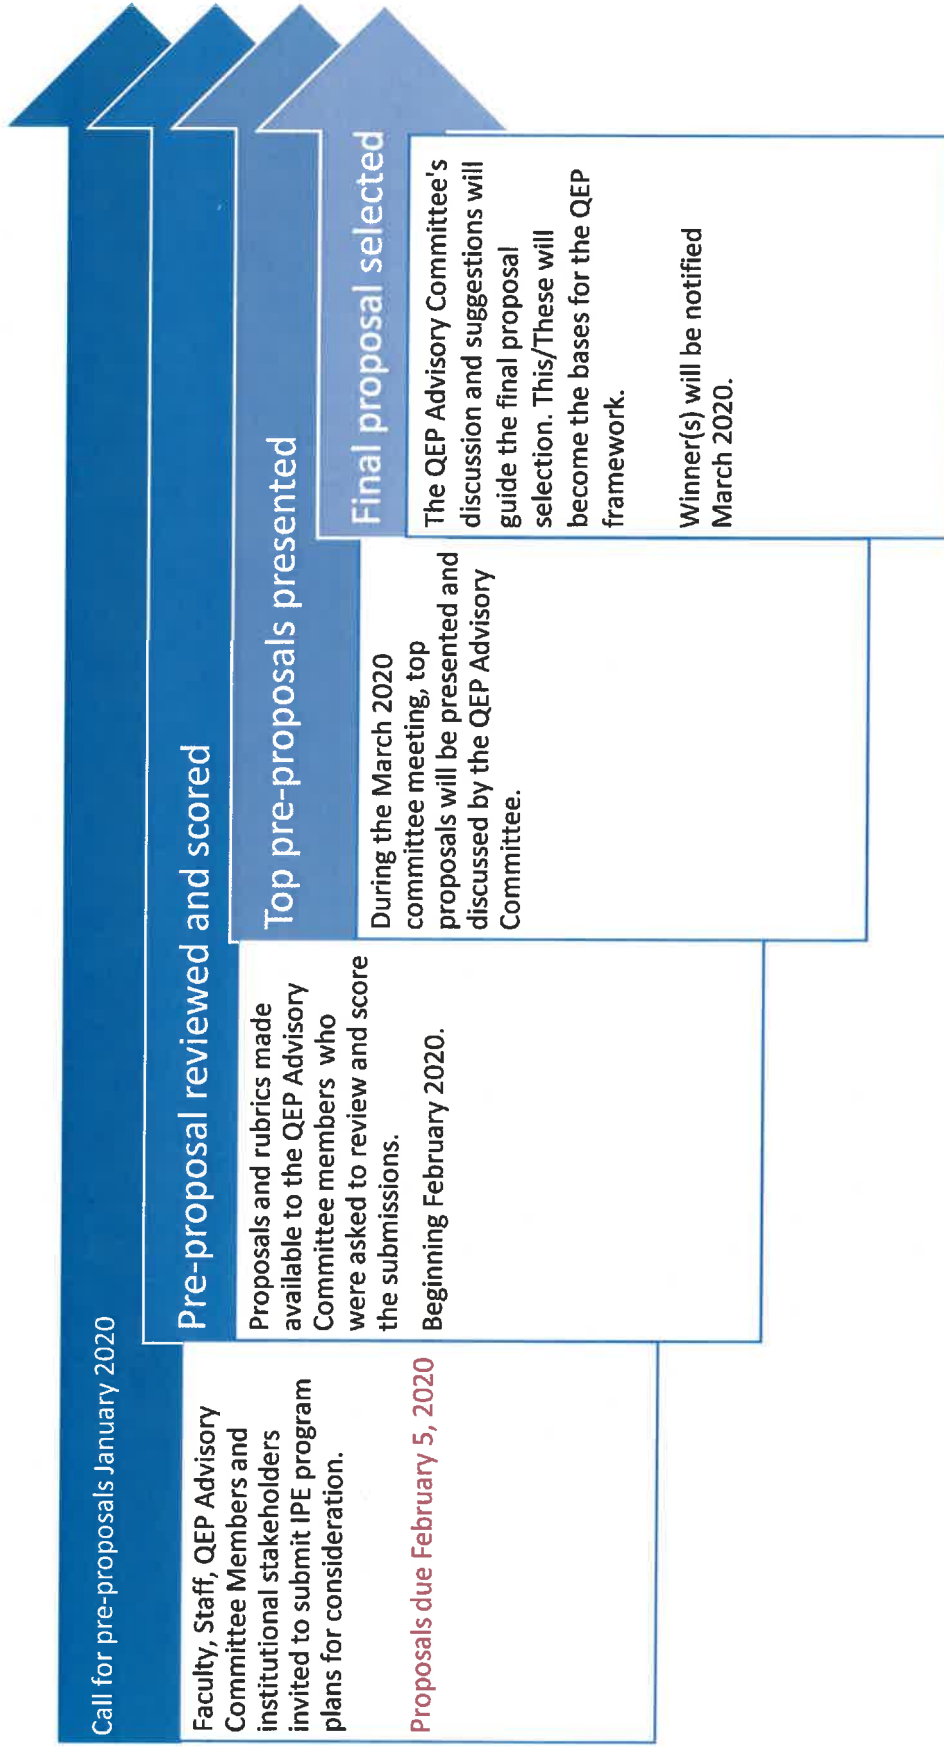 Call for pre-proposals January 2020
Faculty, Staff, QEP Advisory
Committee Members and
institutional stakeholders
invited to submit IPE program
plans for consideration.
Proposals due February 5, 2020
Pre-proposal reviewed and scored
Proposals and rubrics made
available to the QEP Advisory
Committee members who
were asked to review and score
the submissions.
Beginning February 2020.
Top pre-proposals presented
During the March 2020
committee meeting, top
proposals will be presented and
discussed by the QEP Advisory
Committee.
Final proposal selected
The QEP Advisory Committee's
discussion and suggestions will
guide the final proposal
selection. This/These will
become the bases for the QEP
framework.
Winner(s) will be notified
March 2020.